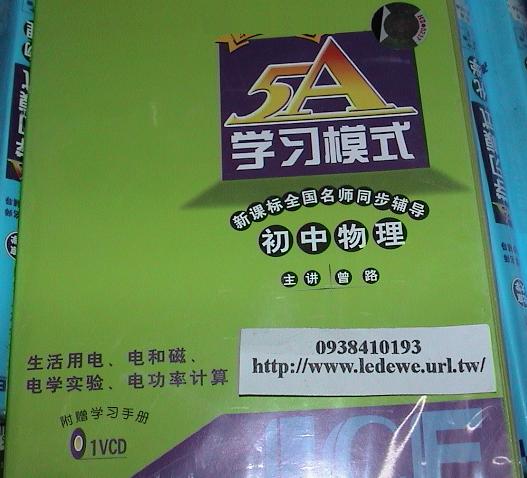 5A
学习模式
新课标全国名师同步辅导
初中物理
主讲 曾路
生活用电、电和磁、
电学实验、电功率计算
0938410193
http://www.ledewe.url.tw/
附赠学习手册
1VCD